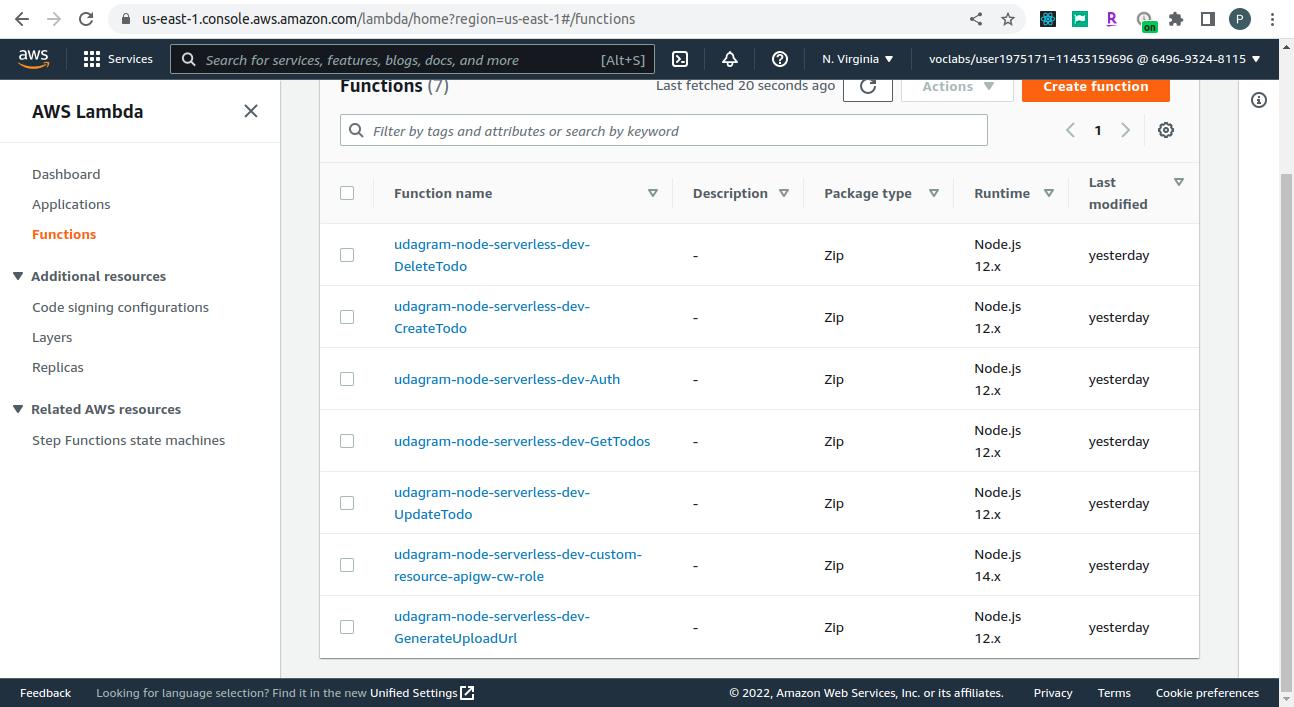 us-east-1.console.aws.amazon.com/lambda/home?region=us-east-1#/functions
R
on
P
aws
Services
Search for services, features, blogs, docs, and more
[Alt+S]
N. Virginia
voclabs/user1975171=11453159696 @ 6496-9324-8115
AWS Lambda
Dashboard
Applications
Functions
Additional resources
Code signing configurations
Layers
Replicas
Related AWS resources
Step Functions state machines
Functions (7)
Last fetched 20 seconds ago
Actions
Create function
Filter by tags and attributes or search by keyword
1
Function name
Description
Package type
Runtime
Last
modified
udagram-node-serverless-dev-
DeleteTodo
-
Zip
Node.js
12.x
yesterday
udagram-node-serverless-dev-
CreateTodo
-
Zip
Node.js
12.x
yesterday
udagram-node-serverless-dev-Auth
-
Zip
Node.js
12.x
yesterday
udagram-node-serverless-dev-GetTodos
-
Zip
Node.js
12.x
yesterday
udagram-node-serverless-dev-
UpdateTodo
-
Zip
Node.js
12.x
yesterday
udagram-node-serverless-dev-custom-
resource-apigw-cw-role
-
Zip
Node.js
14.x
yesterday
udagram-node-serverless-dev-
GenerateUploadUrl
-
Zip
Node.js
12.x
yesterday
Feedback
Looking for language selection? Find it in the new Unified Settings
© 2022, Amazon Web Services, Inc. or its affiliates.
Privacy
Terms
Cookie preferences